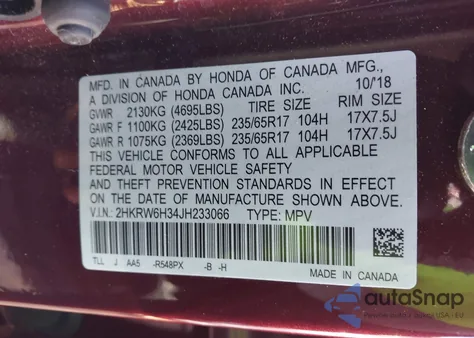 MFD. IN CANADA BY HONDA OF CANADA MFG.,
A DIVISION OF HONDA CANADA INC. 10/'18
GVWR 2130KG (4695LBS) TIRE SIZE RIM SIZE
GAWR F 1100KG (2425LBS) 235/65R17 104H 17X7.5J
GAWR R 1075KG (2369LBS) 235/65R17 104H 17X7.5J
THIS VEHICLE CONFORMS TO ALL APPLICABLE
FEDERAL MOTOR VEHICLE SAFETY
AND THEFT PREVENTION STANDARDS IN EFFECT
ON THE DATE OF MANUFACTURE SHOWN ABOVE.
V.I.N.: 2HKRW6H34JH233066 TYPE: MPV
TLL J AA5 -R548PX -B -H
MADE IN CANADA
autoSnap